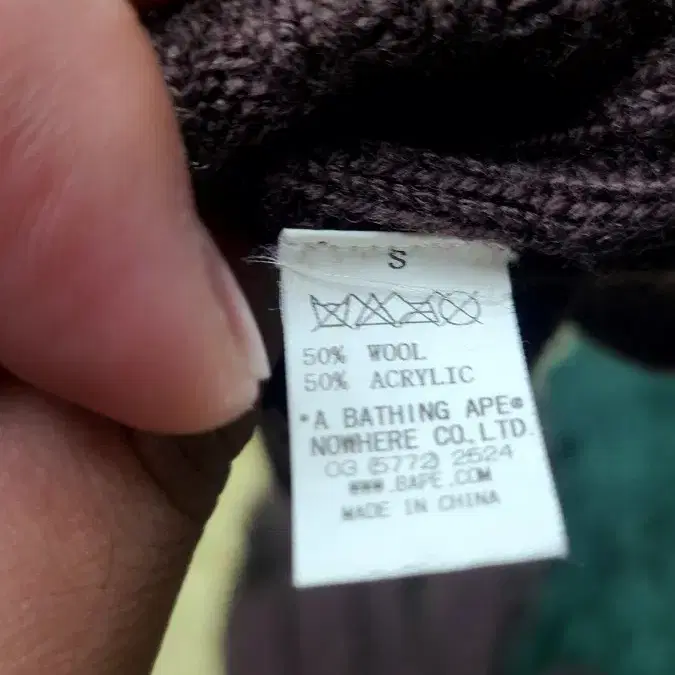 S
50% WOOL
50% ACRYLIC
•A BATHING APE®
NOWHERE CO.,LTD.
03 (5772) 2524
WWW.BAPE.COM
MADE IN CHINA